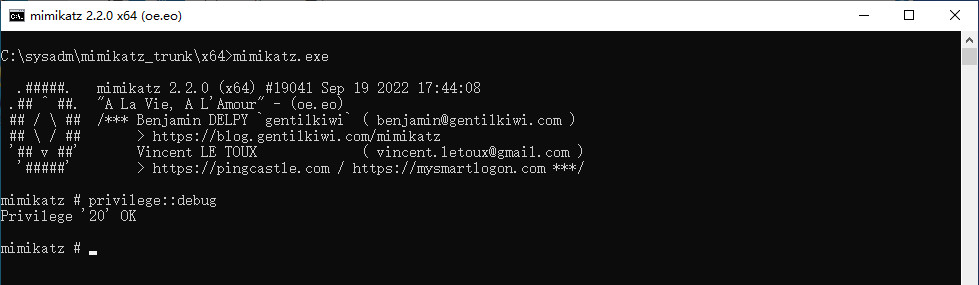 mimikatz 2.2.0 x64 (oe.eo)
C:\sysadm\mimikatz_trunk\x64>mimikatz.exe
  .#####.   mimikatz 2.2.0 (x64) #19041 Sep 19 2022 17:44:08
 .## ^ ##.  "A La Vie, A L'Amour" - (oe.eo)
 ## / \ ##  /*** Benjamin DELPY `gentilkiwi` ( benjamin@gentilkiwi.com )
 ## \ / ##       > https://blog.gentilkiwi.com/mimikatz
 '## v ##'       Vincent LE TOUX             ( vincent.letoux@gmail.com )
  '#####'        > https://pingcastle.com / https://mysmartlogon.com ***/
mimikatz # privilege::debug
Privilege '20' OK
mimikatz #